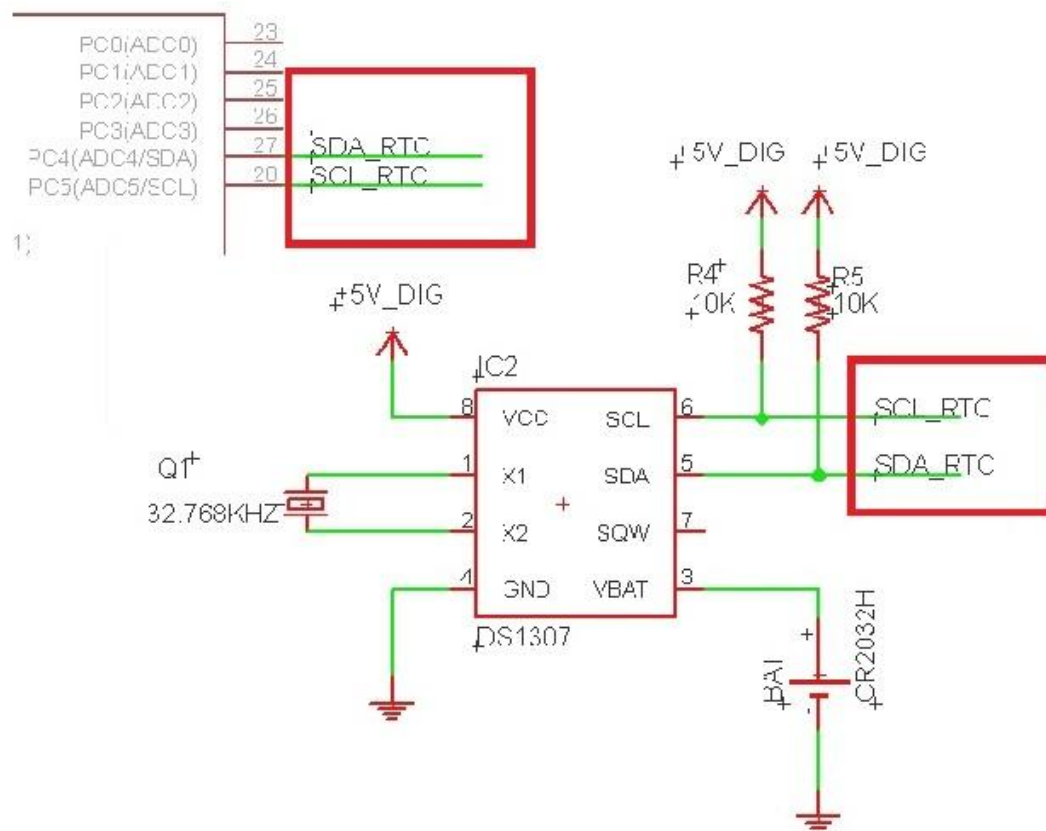 PC0(ADC0) 23
PC1(ADC1) 24
PC2(ADC2) 25
PC3(ADC3) 26
PC4(ADC4/SDA) 27 SDA_RTC
PC5(ADC5/SCL) 20 SCL_RTC
1)
+5V_DIG
+5V_DIG
+5V_DIG
R4
10K
R5
10K
IC2
8 VCC SCL 6 SCL_RTC
Q1
32.768KHZ
1 X1 SDA 5 SDA_RTC
2 X2 SQW 7
4 GND VBAT 3
DS1307
BAT
CR2032H
+
-